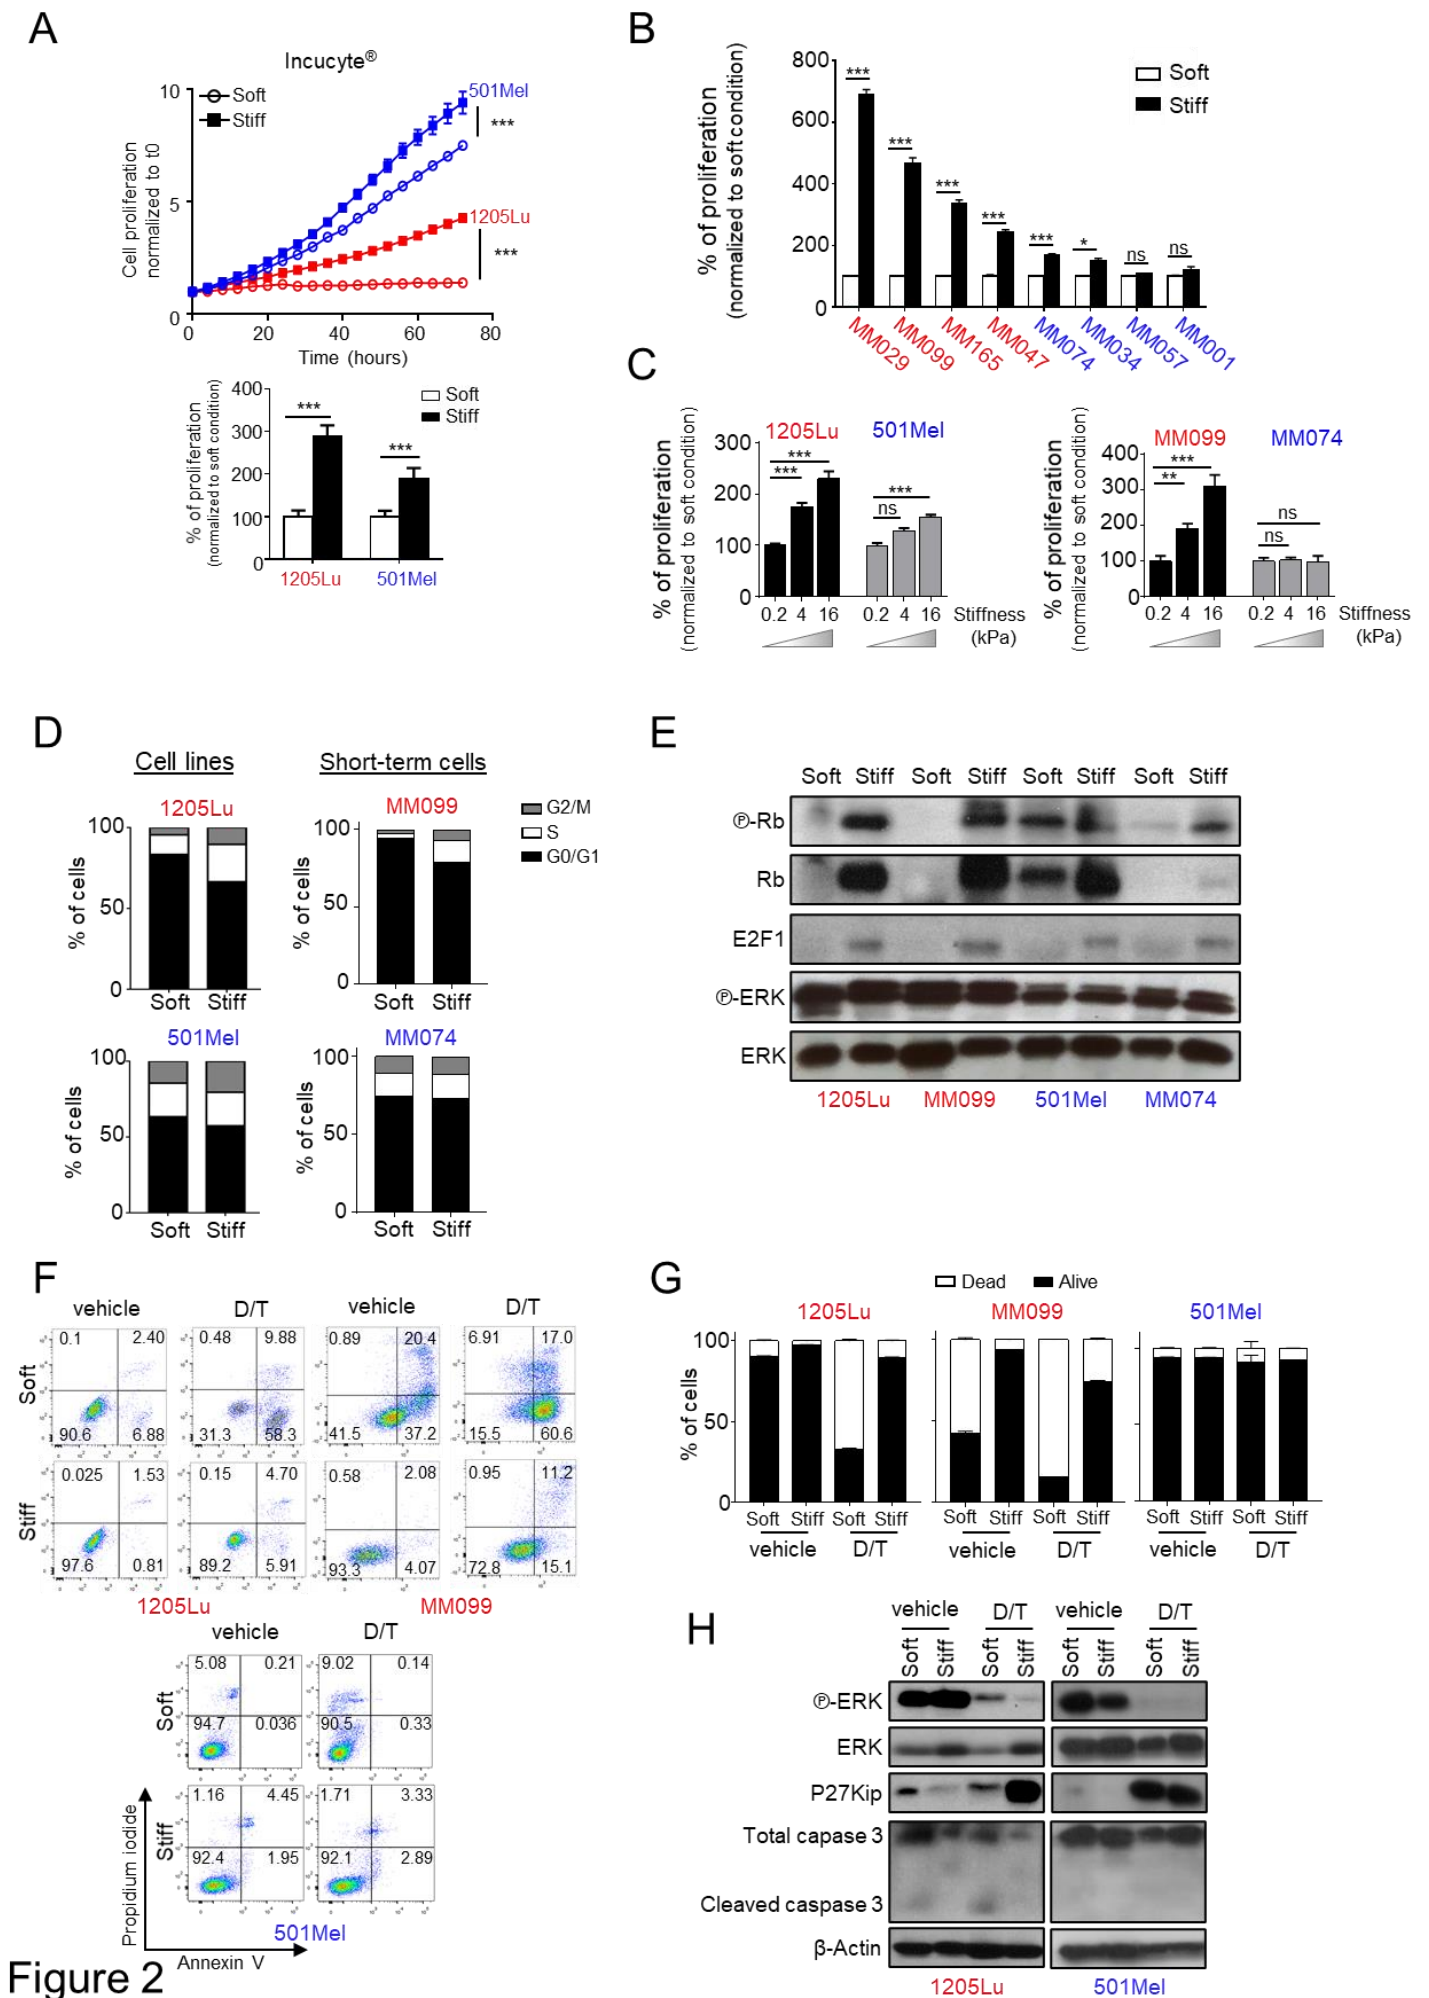 A
Incucyte®
Cell proliferation
normalized to t0
10
5
0
Soft
Stiff
501Mel
***
1205Lu
***
0 20 40 60 80
Time (hours)
% of proliferation
(normalized to soft condition)
400
300
200
100
0
Soft
Stiff
***
***
1205Lu 501Mel
B
% of proliferation
(normalized to soft condition)
800
600
400
200
0
Soft
Stiff
***
***
***
***
***
*
ns
ns
MM029 MM099 MM165 MM047 MM074 MM034 MM057 MM001
C
% of proliferation
(normalized to soft condition)
300
200
100
0
1205Lu 501Mel
***
***
***
ns
0.2 4 16 0.2 4 16 Stiffness
(kPa)
% of proliferation
(normalized to soft condition)
400
300
200
100
0
MM099 MM074
***
**
ns
ns
0.2 4 16 0.2 4 16 Stiffness
(kPa)
D
Cell lines Short-term cells
1205Lu MM099
G2/M
S
G0/G1
% of cells
100
50
0
Soft Stiff
% of cells
100
50
0
Soft Stiff
501Mel MM074
% of cells
100
50
0
Soft Stiff
% of cells
100
50
0
Soft Stiff
E
Soft Stiff Soft Stiff Soft Stiff Soft Stiff
Ⓟ-Rb
Rb
E2F1
Ⓟ-ERK
ERK
1205Lu MM099 501Mel MM074
F
vehicle D/T vehicle D/T
Soft
0.1 2.40 0.48 9.88 0.89 20.4 6.91 17.0
90.6 6.88 31.3 58.3 41.5 37.2 15.5 60.6
Stiff
0.025 1.53 0.15 4.70 0.58 2.08 0.95 11.2
97.6 0.81 89.2 5.91 93.3 4.07 72.8 15.1
1205Lu MM099
vehicle D/T
Soft
5.08 0.21 9.02 0.14
94.7 0.036 90.5 0.33
Stiff
1.16 4.45 1.71 3.33
92.4 1.95 92.1 2.89
Propidium iodide
501Mel
Annexin V
G
Dead Alive
1205Lu MM099 501Mel
% of cells
100
50
0
Soft Stiff Soft Stiff Soft Stiff Soft Stiff Soft Stiff Soft Stiff
vehicle D/T vehicle D/T vehicle D/T
H
vehicle D/T vehicle D/T
Soft Stiff Soft Stiff Soft Stiff Soft Stiff
Ⓟ-ERK
ERK
P27Kip
Total capase 3
Cleaved caspase 3
β-Actin
1205Lu 501Mel
Figure 2